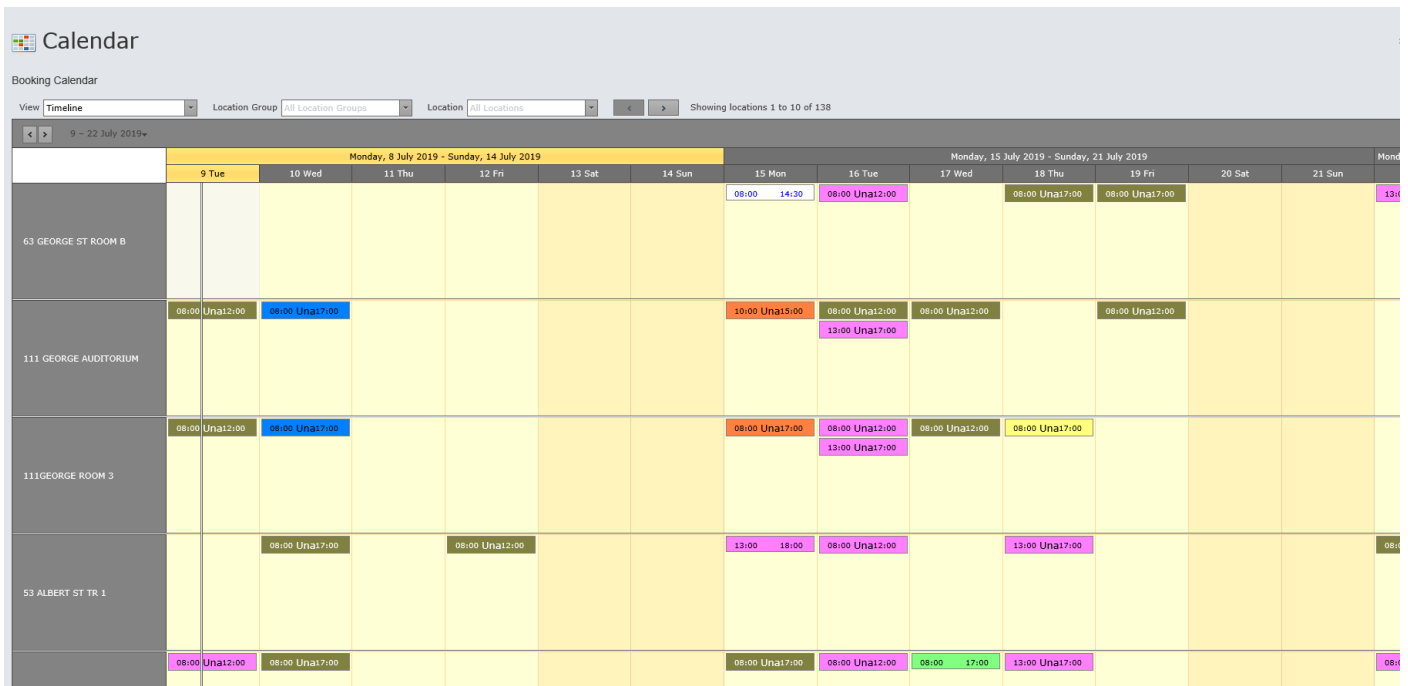 Calendar
Booking Calendar
View Timeline Location Group All Location Groups Location All Locations < > Showing locations 1 to 10 of 138
< > 9 – 22 July 2019
Monday, 8 July 2019 - Sunday, 14 July 2019 Monday, 15 July 2019 - Sunday, 21 July 2019 Mond
9 Tue 10 Wed 11 Thu 12 Fri 13 Sat 14 Sun 15 Mon 16 Tue 17 Wed 18 Thu 19 Fri 20 Sat 21 Sun
08:00 14:30 08:00 Una12:00 08:00 Una17:00 08:00 Una17:00 13:0
63 GEORGE ST ROOM B
08:00 Una12:00 08:00 Una17:00 10:00 Una15:00 08:00 Una12:00 08:00 Una12:00 08:00 Una12:00
13:00 Una17:00
111 GEORGE AUDITORIUM
08:00 Una12:00 08:00 Una17:00 08:00 Una17:00 08:00 Una12:00 08:00 Una12:00 08:00 Una17:00
13:00 Una17:00
111GEORGE ROOM 3
08:00 Una17:00 08:00 Una12:00 13:00 18:00 08:00 Una12:00 13:00 Una17:00 08:0
53 ALBERT ST TR 1
08:00 Una12:00 08:00 Una17:00 08:00 Una17:00 08:00 Una12:00 08:00 17:00 13:00 Una17:00 08:0